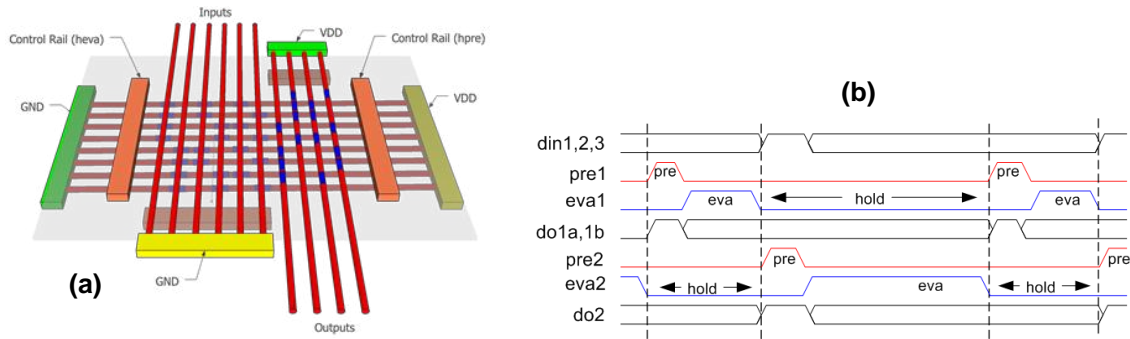 Inputs
VDD
Control Rail (heva)
Control Rail (hpre)
GND
VDD
GND
(a)
Outputs
(b)
din1,2,3
pre1
pre
pre
eva1
eva
hold
eva
do1a,1b
pre2
pre
pre
eva2
hold
eva
hold
do2